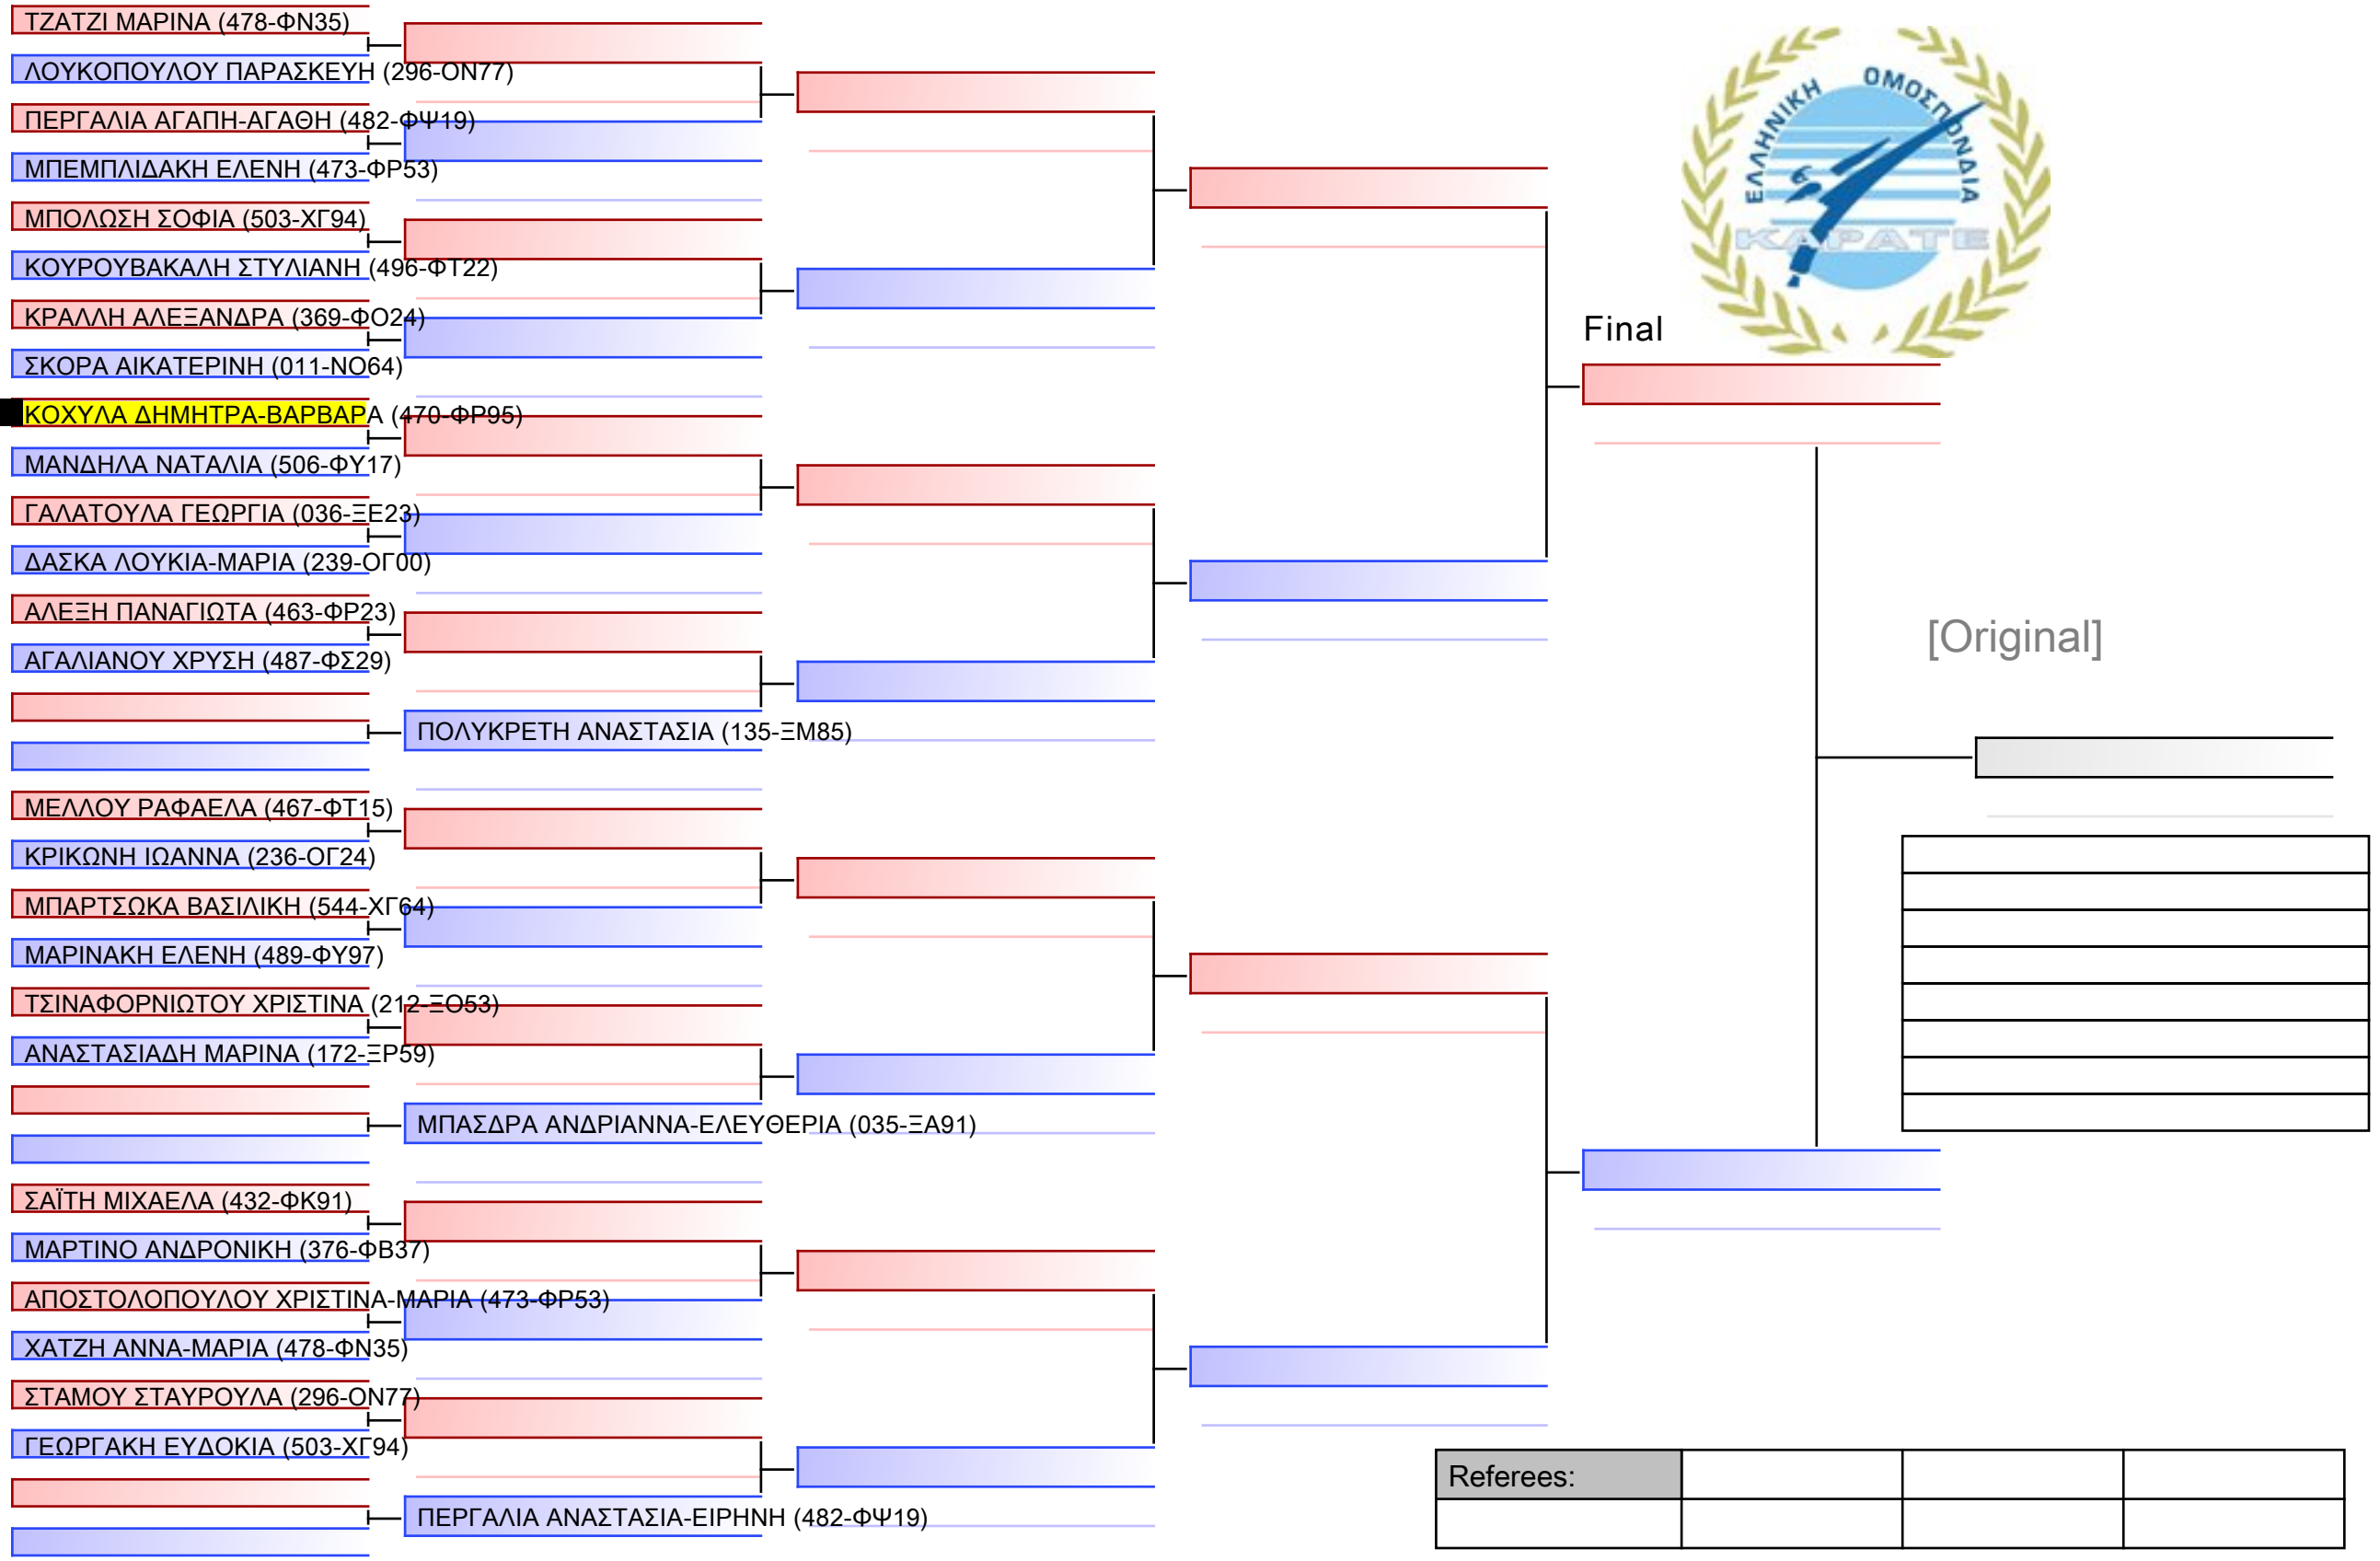 ΤΖΑΤΖΙ ΜΑΡΙΝΑ (478-ΦΝ35)
ΛΟΥΚΟΠΟΥΛΟΥ ΠΑΡΑΣΚΕΥΗ (296-ΟΝ77)
ΠΕΡΓΑΛΙΑ ΑΓΑΠΗ-ΑΓΑΘΗ (482-ΦΨ19)
ΜΠΕΜΠΛΙΔΑΚΗ ΕΛΕΝΗ (473-ΦΡ53)
ΜΠΟΛΩΣΗ ΣΟΦΙΑ (503-ΧΓ94)
ΚΟΥΡΟΥΒΑΚΑΛΗ ΣΤΥΛΙΑΝΗ (496-ΦΤ22)
ΚΡΑΛΛΗ ΑΛΕΞΑΝΔΡΑ (369-ΦΟ24)
ΣΚΟΡΑ ΑΙΚΑΤΕΡΙΝΗ (011-ΝΟ64)
ΚΟΧΥΛΑ ΔΗΜΗΤΡΑ-ΒΑΡΒΑΡΑ (470-ΦΡ95)
ΜΑΝΔΗΛΑ ΝΑΤΑΛΙΑ (506-ΦΥ17)
ΓΑΛΑΤΟΥΛΑ ΓΕΩΡΓΙΑ (036-ΞΕ23)
ΔΑΣΚΑ ΛΟΥΚΙΑ-ΜΑΡΙΑ (239-ΟΓ00)
ΑΛΕΞΗ ΠΑΝΑΓΙΩΤΑ (463-ΦΡ23)
ΑΓΑΛΙΑΝΟΥ ΧΡΥΣΗ (487-ΦΣ29)
ΠΟΛΥΚΡΕΤΗ ΑΝΑΣΤΑΣΙΑ (135-ΞΜ85)
ΜΕΛΛΟΥ ΡΑΦΑΕΛΑ (467-ΦΤ15)
ΚΡΙΚΩΝΗ ΙΩΑΝΝΑ (236-ΟΓ24)
ΜΠΑΡΤΣΩΚΑ ΒΑΣΙΛΙΚΗ (544-ΧΓ64)
ΜΑΡΙΝΑΚΗ ΕΛΕΝΗ (489-ΦΥ97)
ΤΣΙΝΑΦΟΡΝΙΩΤΟΥ ΧΡΙΣΤΙΝΑ (212-ΞΟ53)
ΑΝΑΣΤΑΣΙΑΔΗ ΜΑΡΙΝΑ (172-ΞΡ59)
ΜΠΑΣΔΡΑ ΑΝΔΡΙΑΝΝΑ-ΕΛΕΥΘΕΡΙΑ (035-ΞΑ91)
ΣΑΪΤΗ ΜΙΧΑΕΛΑ (432-ΦΚ91)
ΜΑΡΤΙΝΟ ΑΝΔΡΟΝΙΚΗ (376-ΦΒ37)
ΑΠΟΣΤΟΛΟΠΟΥΛΟΥ ΧΡΙΣΤΙΝΑ-ΜΑΡΙΑ (473-ΦΡ53)
ΧΑΤΖΗ ΑΝΝΑ-ΜΑΡΙΑ (478-ΦΝ35)
ΣΤΑΜΟΥ ΣΤΑΥΡΟΥΛΑ (296-ΟΝ77)
ΓΕΩΡΓΑΚΗ ΕΥΔΟΚΙΑ (503-ΧΓ94)
ΠΕΡΓΑΛΙΑ ΑΝΑΣΤΑΣΙΑ-ΕΙΡΗΝΗ (482-ΦΨ19)
ΕΛΛΗΝΙΚΗ ΟΜΟΣΠΟΝΔΙΑ
ΚΑΡΑΤΕ
Final
[Original]
Referees: